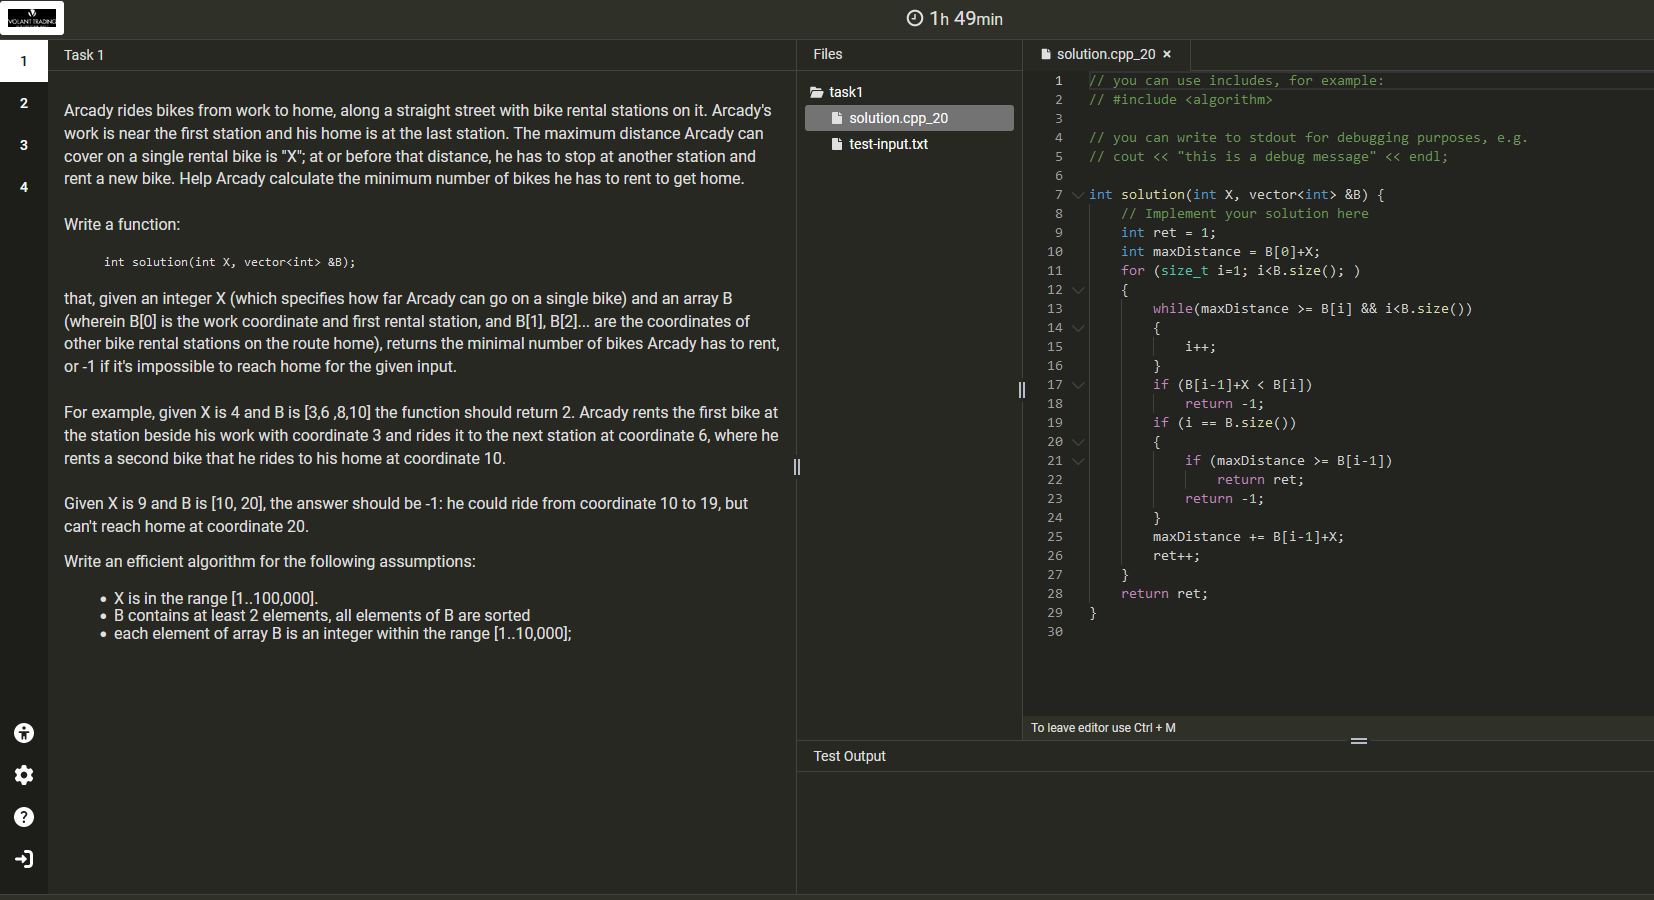 VOLANT TRADING
1h 49min
1
2
3
4
Task 1
Arcady rides bikes from work to home, along a straight street with bike rental stations on it. Arcady's
work is near the first station and his home is at the last station. The maximum distance Arcady can
cover on a single rental bike is "X"; at or before that distance, he has to stop at another station and
rent a new bike. Help Arcady calculate the minimum number of bikes he has to rent to get home.
Write a function:
int solution(int X, vector<int> &B);
that, given an integer X (which specifies how far Arcady can go on a single bike) and an array B
(wherein B[0] is the work coordinate and first rental station, and B[1], B[2]... are the coordinates of
other bike rental stations on the route home), returns the minimal number of bikes Arcady has to rent,
or -1 if it's impossible to reach home for the given input.
For example, given X is 4 and B is [3,6 ,8,10] the function should return 2. Arcady rents the first bike at
the station beside his work with coordinate 3 and rides it to the next station at coordinate 6, where he
rents a second bike that he rides to his home at coordinate 10.
Given X is 9 and B is [10, 20], the answer should be -1: he could ride from coordinate 10 to 19, but
can't reach home at coordinate 20.
Write an efficient algorithm for the following assumptions:
• X is in the range [1..100,000].
• B contains at least 2 elements, all elements of B are sorted
• each element of array B is an integer within the range [1..10,000];
Files
task1
solution.cpp_20
test-input.txt
solution.cpp_20 ×
1 // you can use includes, for example:
2 // #include <algorithm>
3
4 // you can write to stdout for debugging purposes, e.g.
5 // cout << "this is a debug message" << endl;
6
7 int solution(int X, vector<int> &B) {
8 // Implement your solution here
9 int ret = 1;
10 int maxDistance = B[0]+X;
11 for (size_t i=1; i<B.size(); )
12 {
13 while(maxDistance >= B[i] && i<B.size())
14 {
15 i++;
16 }
17 if (B[i-1]+X < B[i])
18 return -1;
19 if (i == B.size())
20 {
21 if (maxDistance >= B[i-1])
22 return ret;
23 return -1;
24 }
25 maxDistance += B[i-1]+X;
26 ret++;
27 }
28 return ret;
29 }
30
To leave editor use Ctrl + M
Test Output